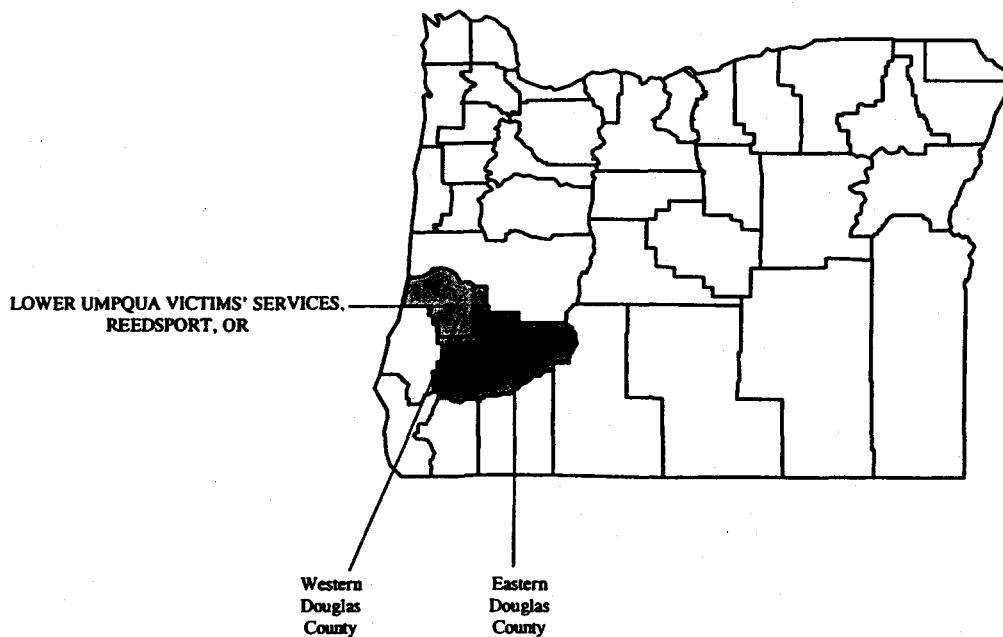 LOWER UMPQUA VICTIMS' SERVICES,
REEDSPORT, OR
Western
Douglas
County
Eastern
Douglas
County